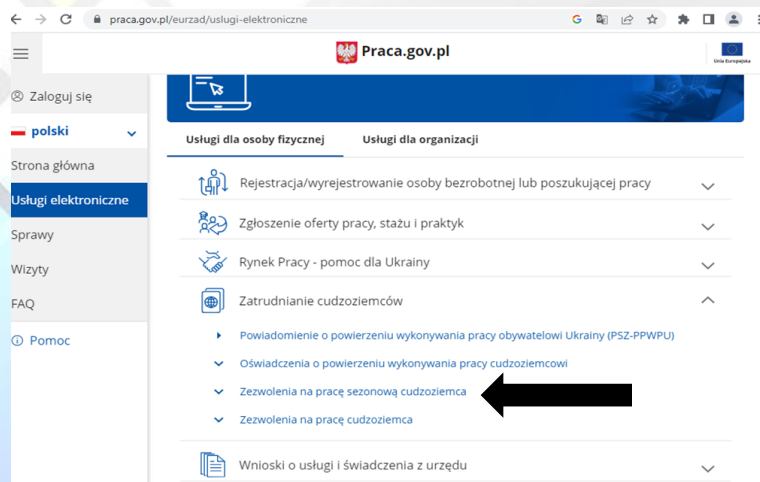 praca.gov.pl/eurzad/uslugi-elektroniczne
Praca.gov.pl
Unia Europejska
Zaloguj się
polski
Strona główna
Usługi elektroniczne
Sprawy
Wizyty
FAQ
Pomoc
Usługi dla osoby fizycznej
Usługi dla organizacji
Rejestracja/wyrejestrowanie osoby bezrobotnej lub poszukującej pracy
Zgłoszenie oferty pracy, stażu i praktyk
Rynek Pracy - pomoc dla Ukrainy
Zatrudnianie cudzoziemców
Powiadomienie o powierzeniu wykonywania pracy obywatelowi Ukrainy (PSZ-PPWPU)
Oświadczenia o powierzeniu wykonywania pracy cudzoziemcowi
Zezwolenia na pracę sezonową cudzoziemca
Zezwolenia na pracę cudzoziemca
Wnioski o usługi i świadczenia z urzędu